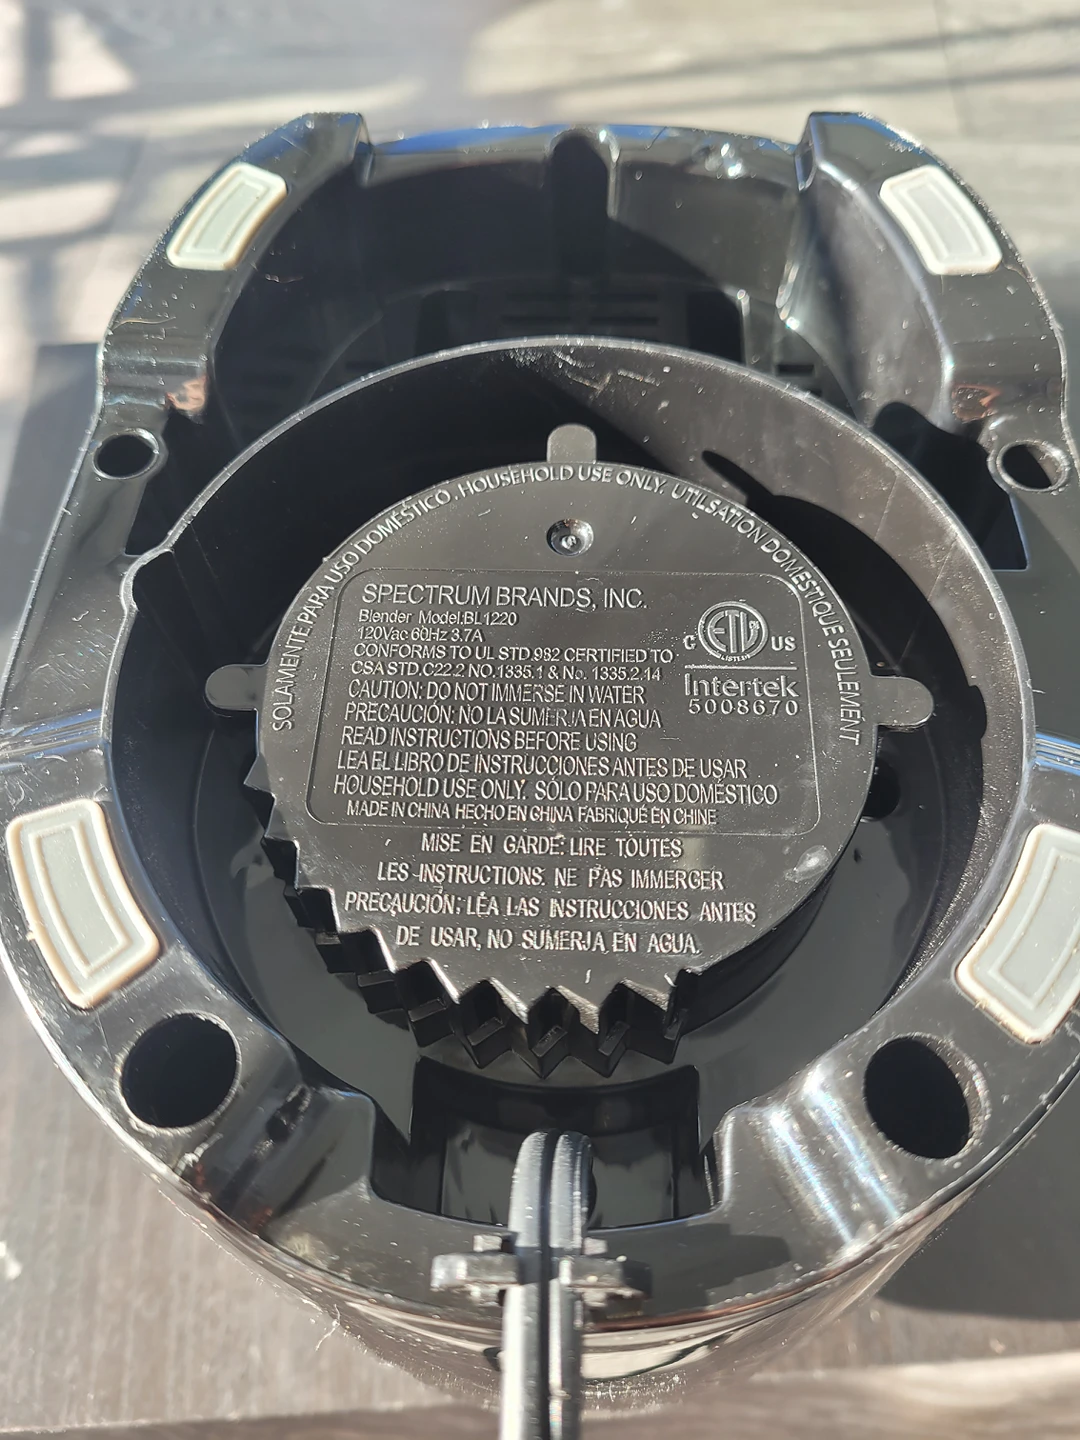 SOLAMENTE PARA USO DOMÉSTICO. HOUSEHOLD USE ONLY. UTILSATION DOMESTIQUE SEULEMENT
SPECTRUM BRANDS, INC.
Blender Model:BL1220
120Vac 60Hz 3.7A
CONFORMS TO UL STD.982 CERTIFIED TO
CSA STD.C22.2 NO.1335.1 & No. 1335.2.14
CAUTION: DO NOT IMMERSE IN WATER
PRECAUCIÓN: NO LA SUMERJA EN AGUA
READ INSTRUCTIONS BEFORE USING
LEA EL LIBRO DE INSTRUCCIONES ANTES DE USAR
HOUSEHOLD USE ONLY. SÓLO PARA USO DOMÉSTICO
MADE IN CHINA HECHO EN CHINA FABRIQUÉ EN CHINE
C ETL US
LISTED
Intertek
5008670
MISE EN GARDE: LIRE TOUTES
LES INSTRUCTIONS. NE PAS IMMERGER
PRECAUCIÓN: LEA LAS INSTRUCCIONES ANTES
DE USAR, NO SUMERJA EN AGUA.